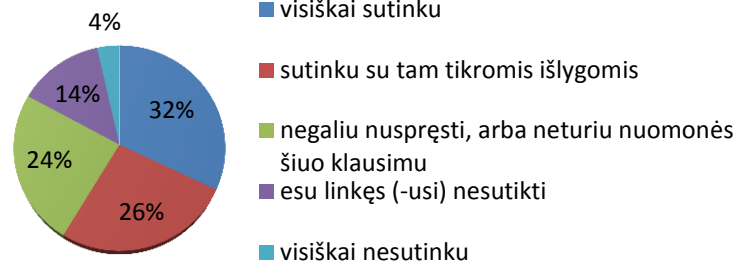 visiškai sutinku
sutinku su tam tikromis išlygomis
negaliu nuspręsti, arba neturiu nuomonės
šiuo klausimu
esu linkęs (-usi) nesutikti
visiškai nesutinku
4%
14%
32%
24%
26%